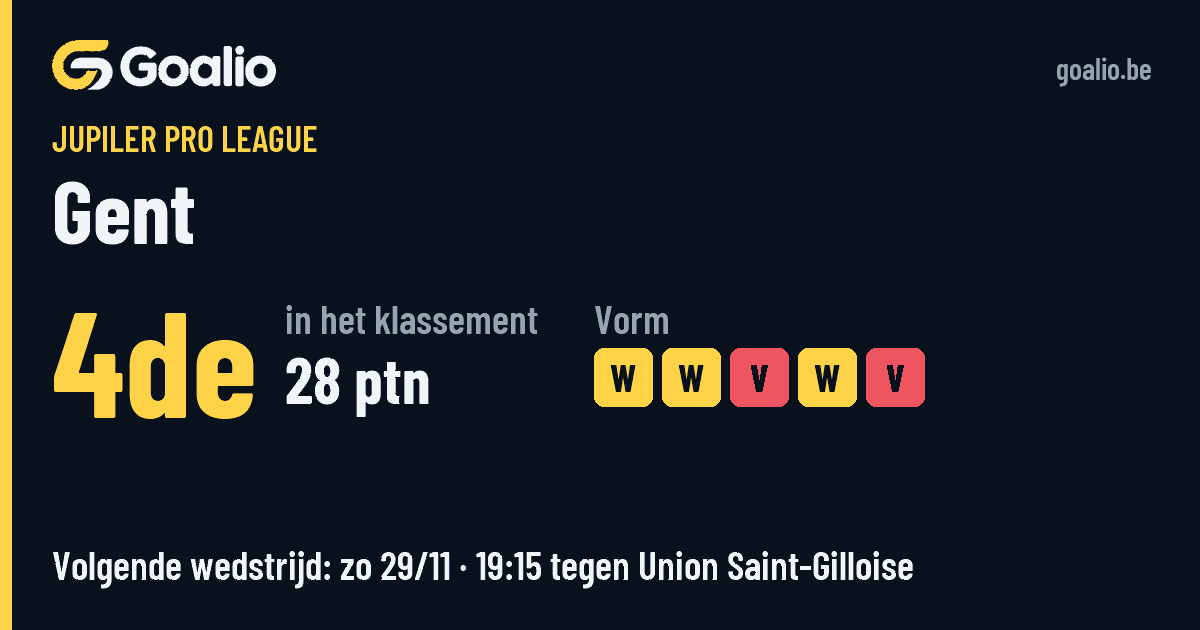 Goalio
goalio.be
JUPILER PRO LEAGUE
Gent
4de
in het klassement
28 ptn
Vorm
W W V W V
Volgende wedstrijd: zo 29/11 · 19:15 tegen Union Saint-Gilloise